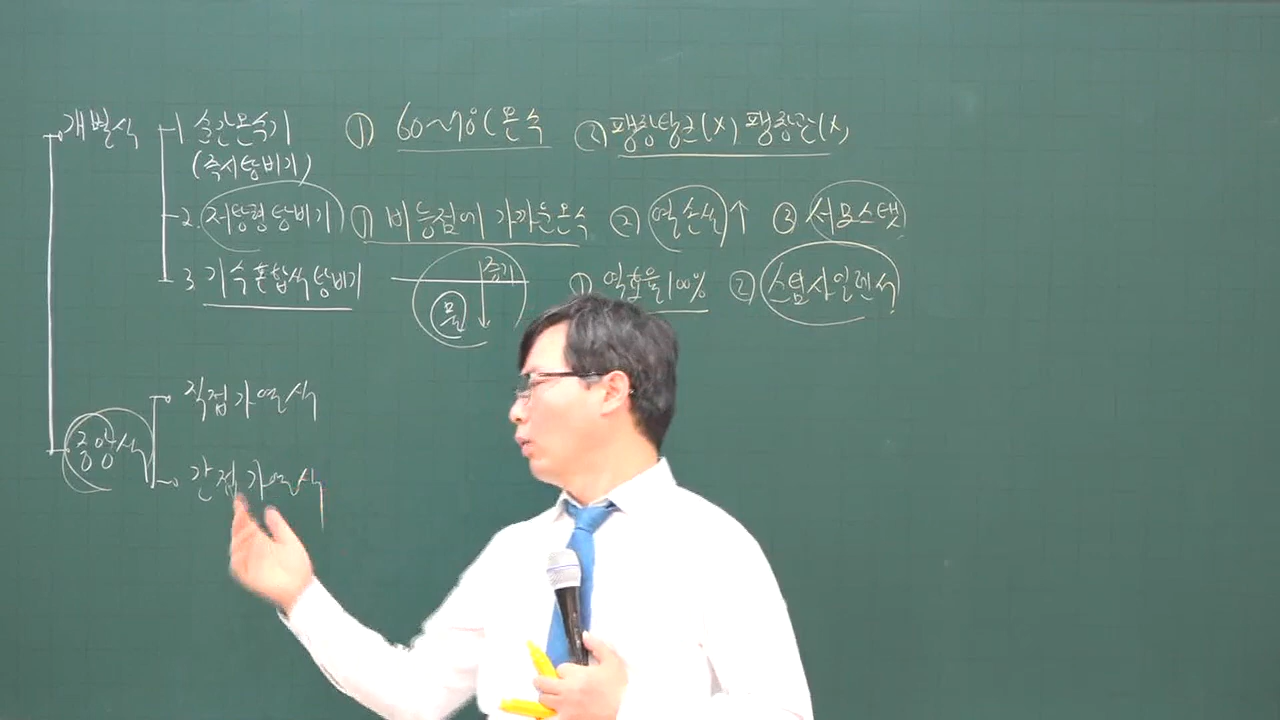 개별식 1 순간온수기 ① 60~70℃ 온수 ② 팽창탱크(x) 팽창관(x)
(즉시탕비기)
2. 저탕형탕비기 ① 비등점에 가까운온수 ② 열손실↑ ③ 서모스탯
3 기수혼합식탕비기 증기 ① 열효율100% ② 스팀사일렌서
물
직접가열식
중앙식
간접가열식